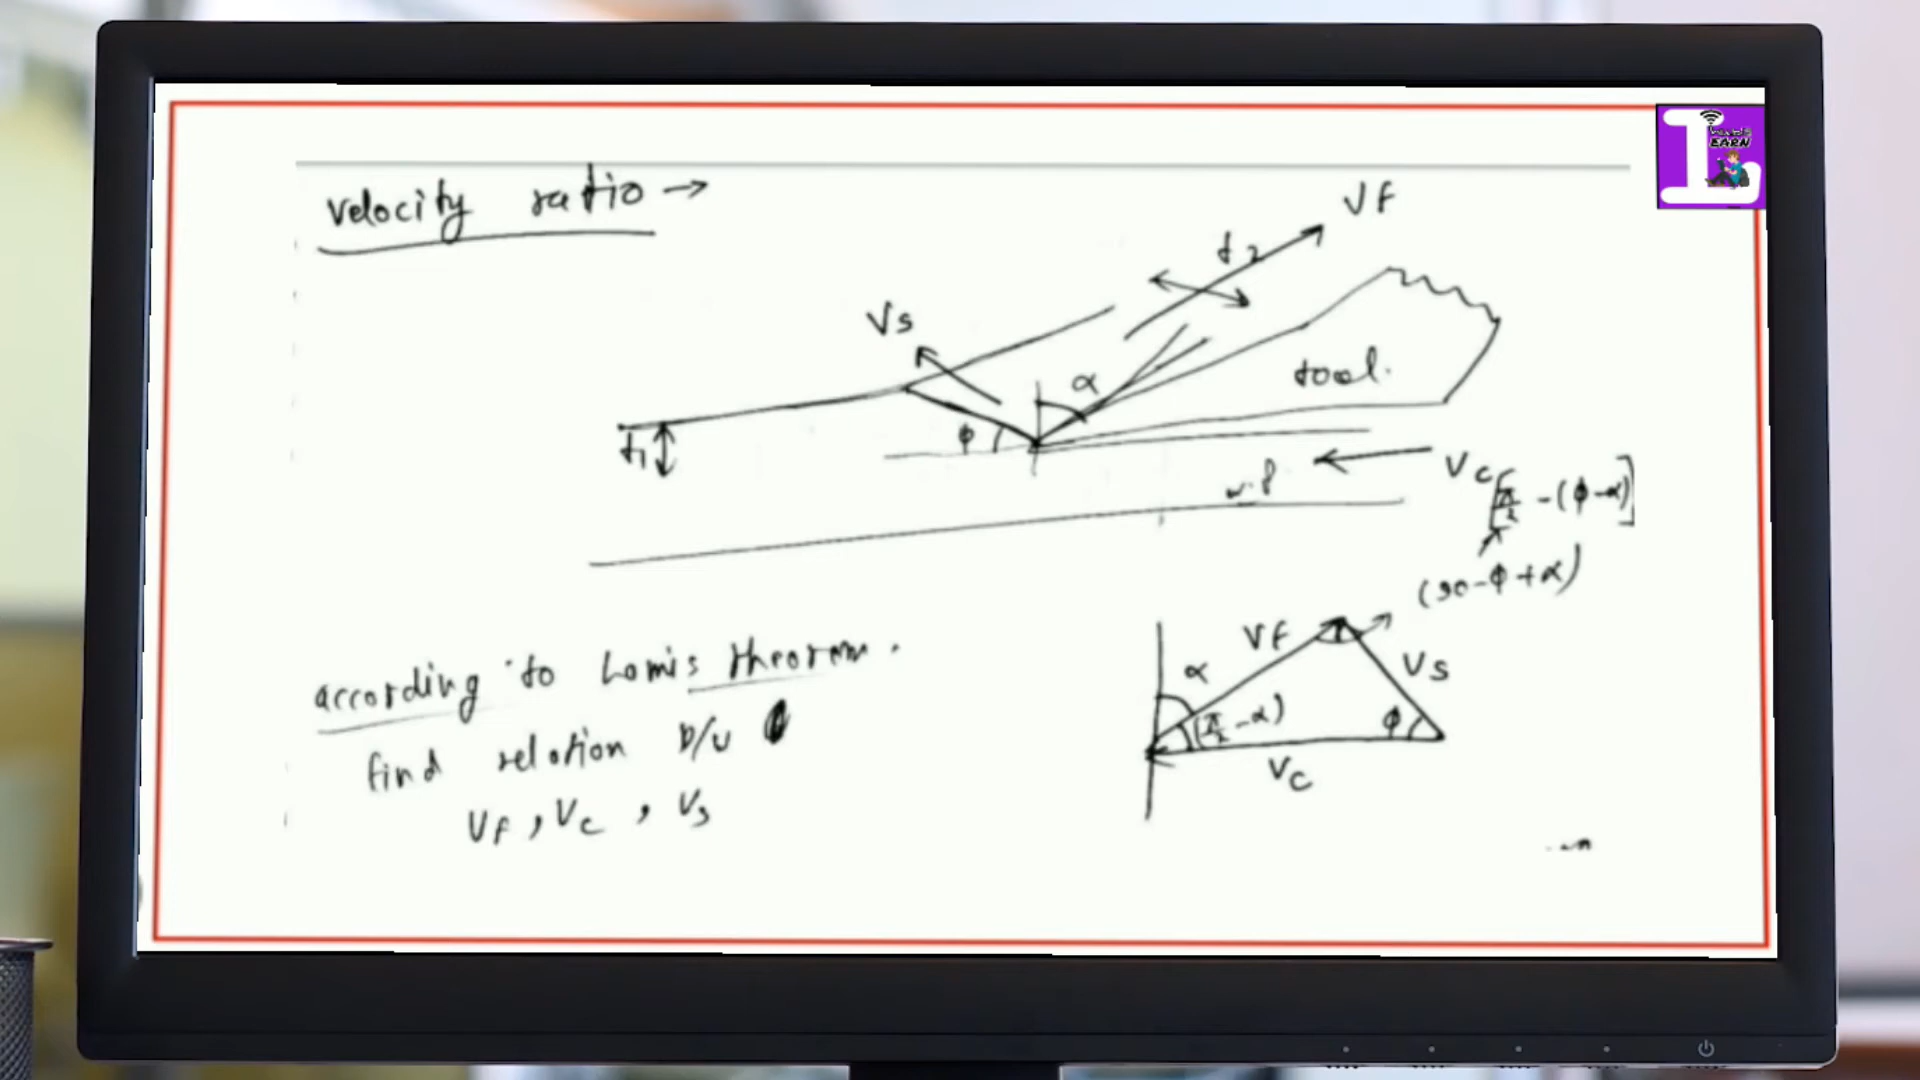 velocity ratio →
VF
t2
Vs
α
tool.
t1
ϕ
Vc
w.p
[π/2 - (ϕ-α)]
(90-ϕ+α)
VF
α
Vs
(π/2 -α)
ϕ
Vc
according to Lamis theorem.
find relation b/w
VF, Vc, Vs
EARN